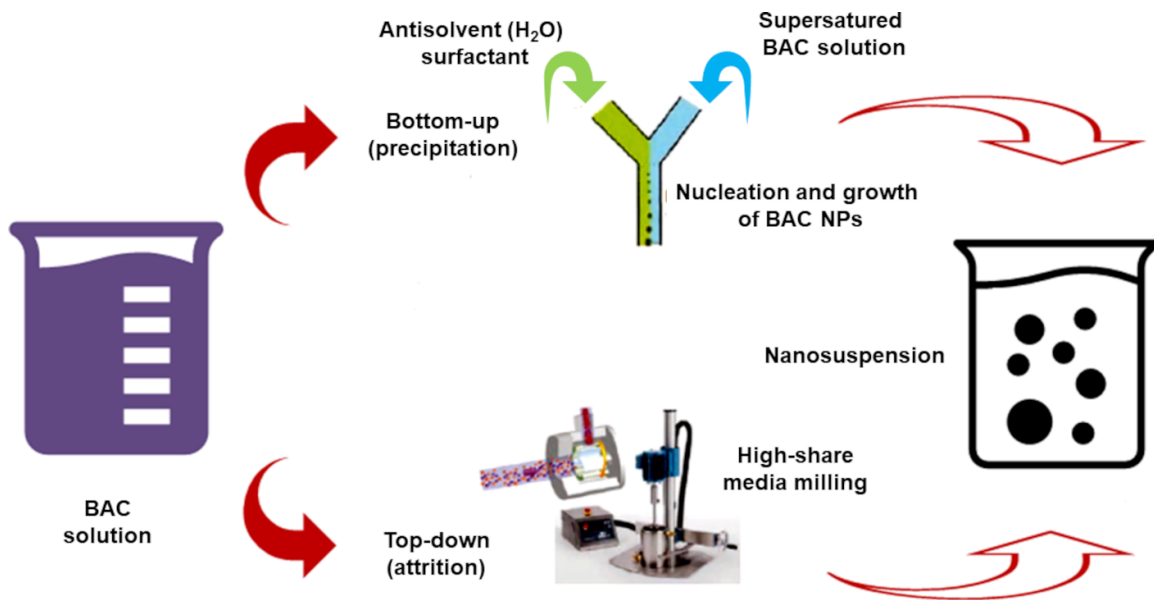 Antisolvent (H₂O)
surfactant
Supersatured
BAC solution
Bottom-up
(precipitation)
Nucleation and growth
of BAC NPs
Nanosuspension
High-share
media milling
BAC
solution
Top-down
(attrition)